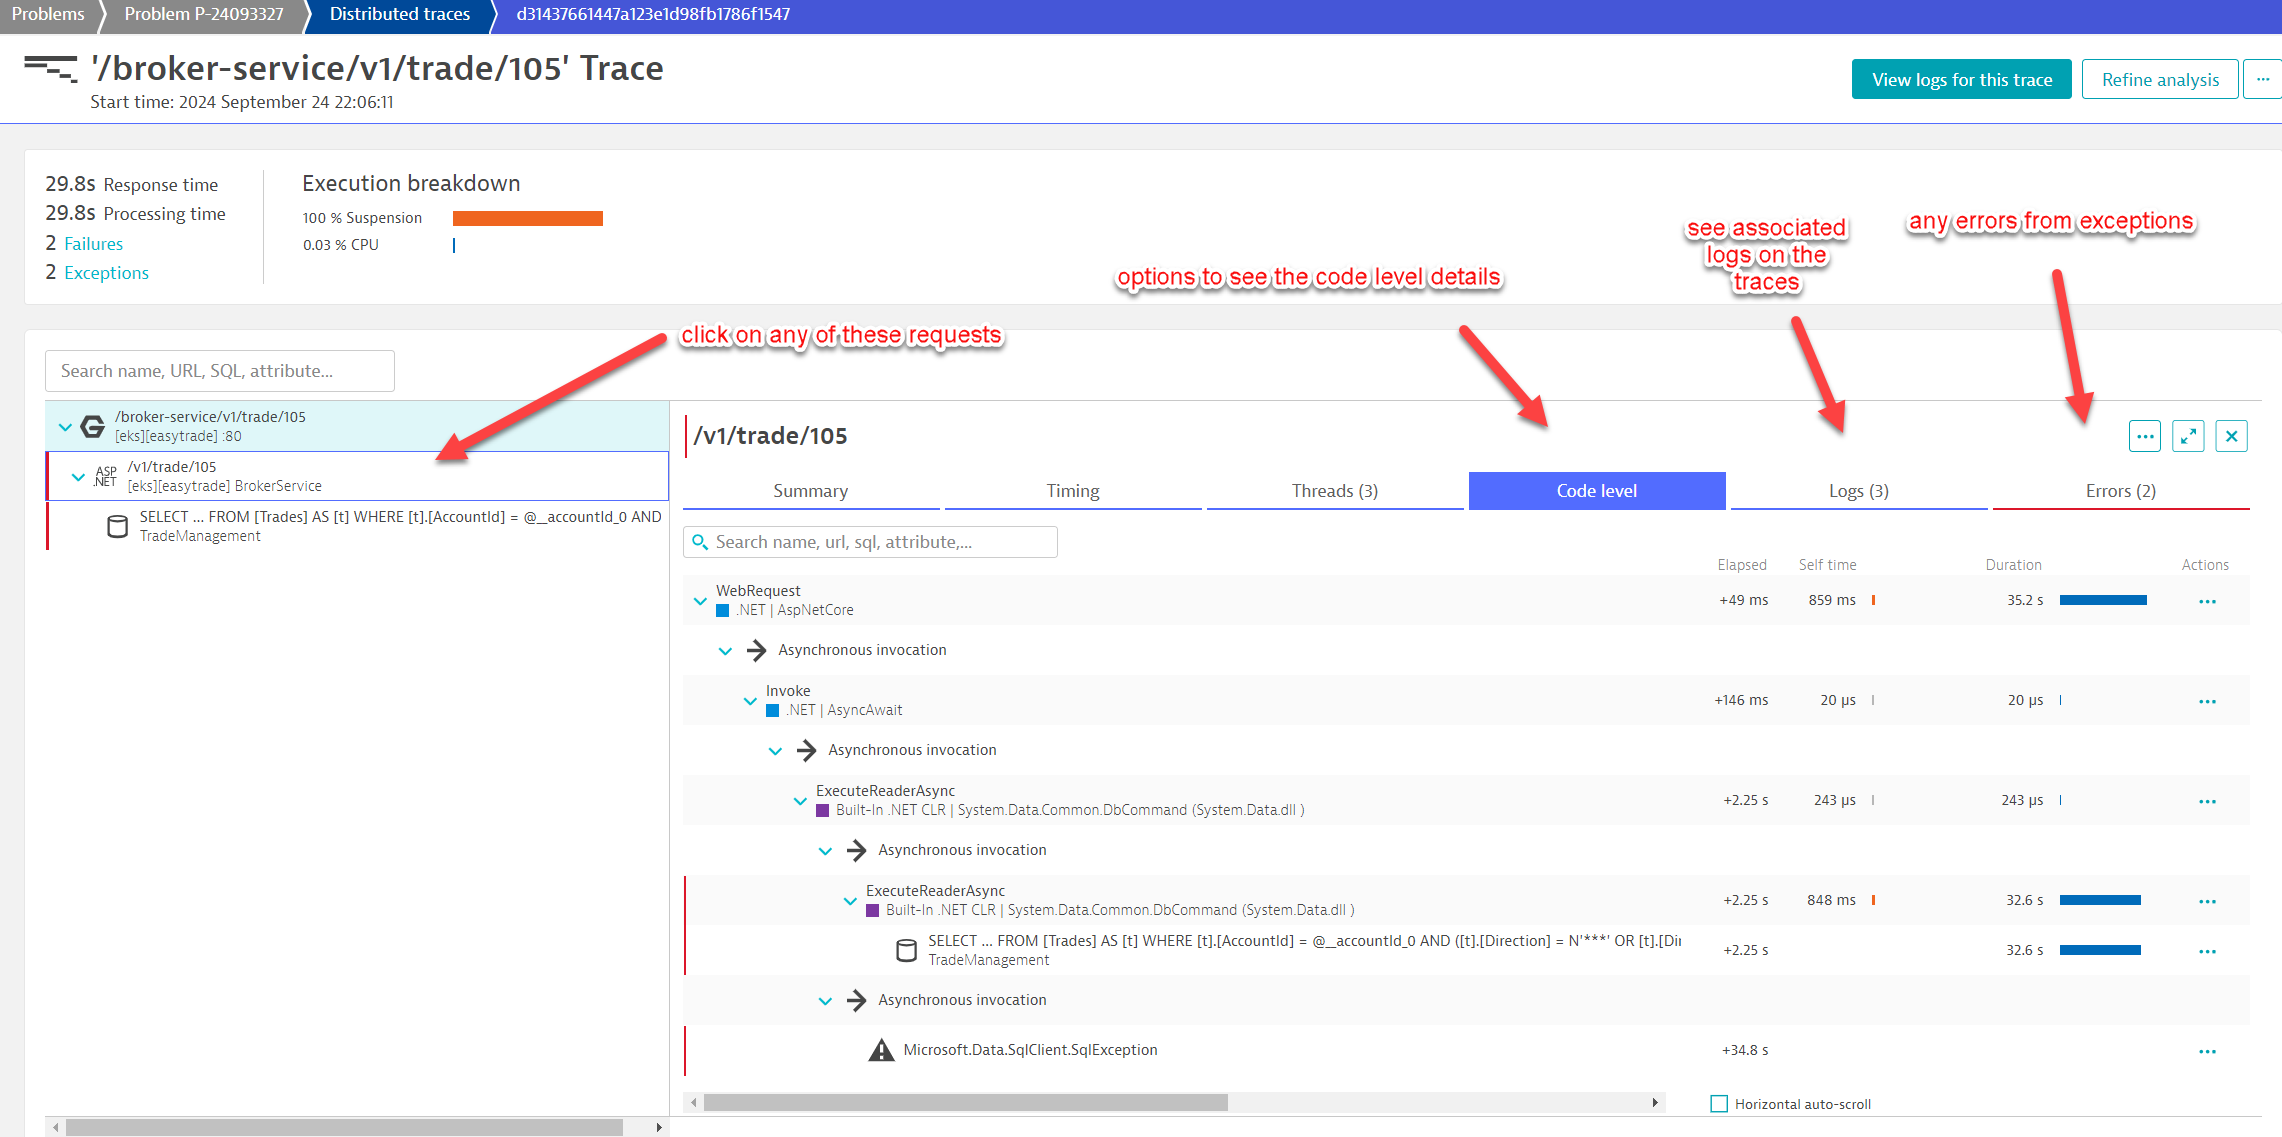 Problems
Problem P-24093327
Distributed traces
d31437661447a123e1d98fb1786f1547
'/broker-service/v1/trade/105' Trace
Start time: 2024 September 24 22:06:11
View logs for this trace
Refine analysis
...
29.8s Response time
29.8s Processing time
2 Failures
2 Exceptions
Execution breakdown
100 % Suspension
0.03 % CPU
click on any of these requests
options to see the code level details
see associated
logs on the
traces
any errors from exceptions
Search name, URL, SQL, attribute...
/broker-service/v1/trade/105
[eks][easytrade] :80
ASP
.NET
/v1/trade/105
[eks][easytrade] BrokerService
SELECT ... FROM [Trades] AS [t] WHERE [t].[AccountId] = @__accountId_0 AND
TradeManagement
/v1/trade/105
...
Summary
Timing
Threads (3)
Code level
Logs (3)
Errors (2)
Search name, url, sql, attribute,...
Elapsed
Self time
Duration
Actions
WebRequest
.NET | AspNetCore
+49 ms
859 ms
35.2 s
...
Asynchronous invocation
Invoke
.NET | AsyncAwait
+146 ms
20 µs
20 µs
...
Asynchronous invocation
ExecuteReaderAsync
Built-In .NET CLR | System.Data.Common.DbCommand (System.Data.dll )
+2.25 s
243 µs
243 µs
...
Asynchronous invocation
ExecuteReaderAsync
Built-In .NET CLR | System.Data.Common.DbCommand (System.Data.dll )
+2.25 s
848 ms
32.6 s
...
SELECT ... FROM [Trades] AS [t] WHERE [t].[AccountId] = @__accountId_0 AND ([t].[Direction] = N'***' OR [t].[Dir
TradeManagement
+2.25 s
32.6 s
...
Asynchronous invocation
Microsoft.Data.SqlClient.SqlException
+34.8 s
...
Horizontal auto-scroll